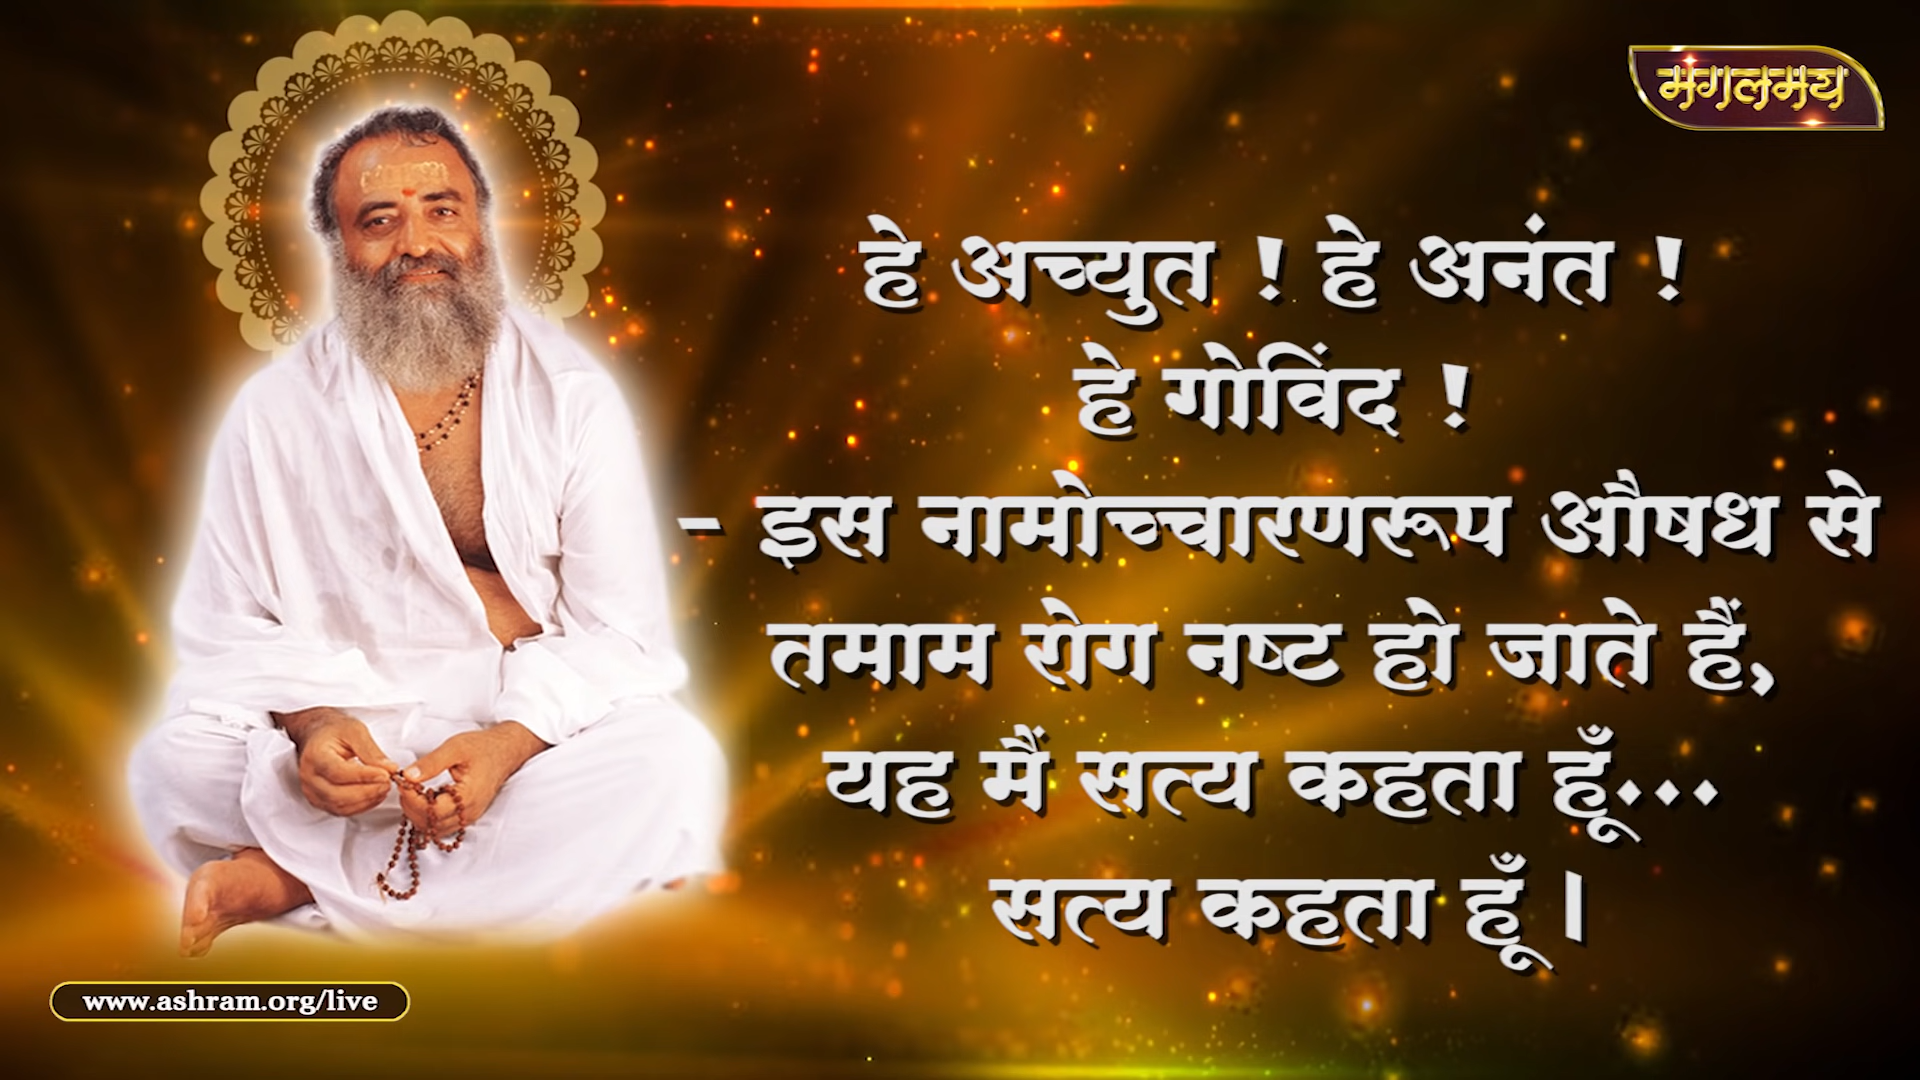 मंगलमय
हे अच्युत ! हे अनंत !
हे गोविंद !
- इस नामोच्चारणरूप औषध से
तमाम रोग नष्ट हो जाते हैं,
यह मैं सत्य कहता हूँ...
सत्य कहता हूँ ।
www.ashram.org/live